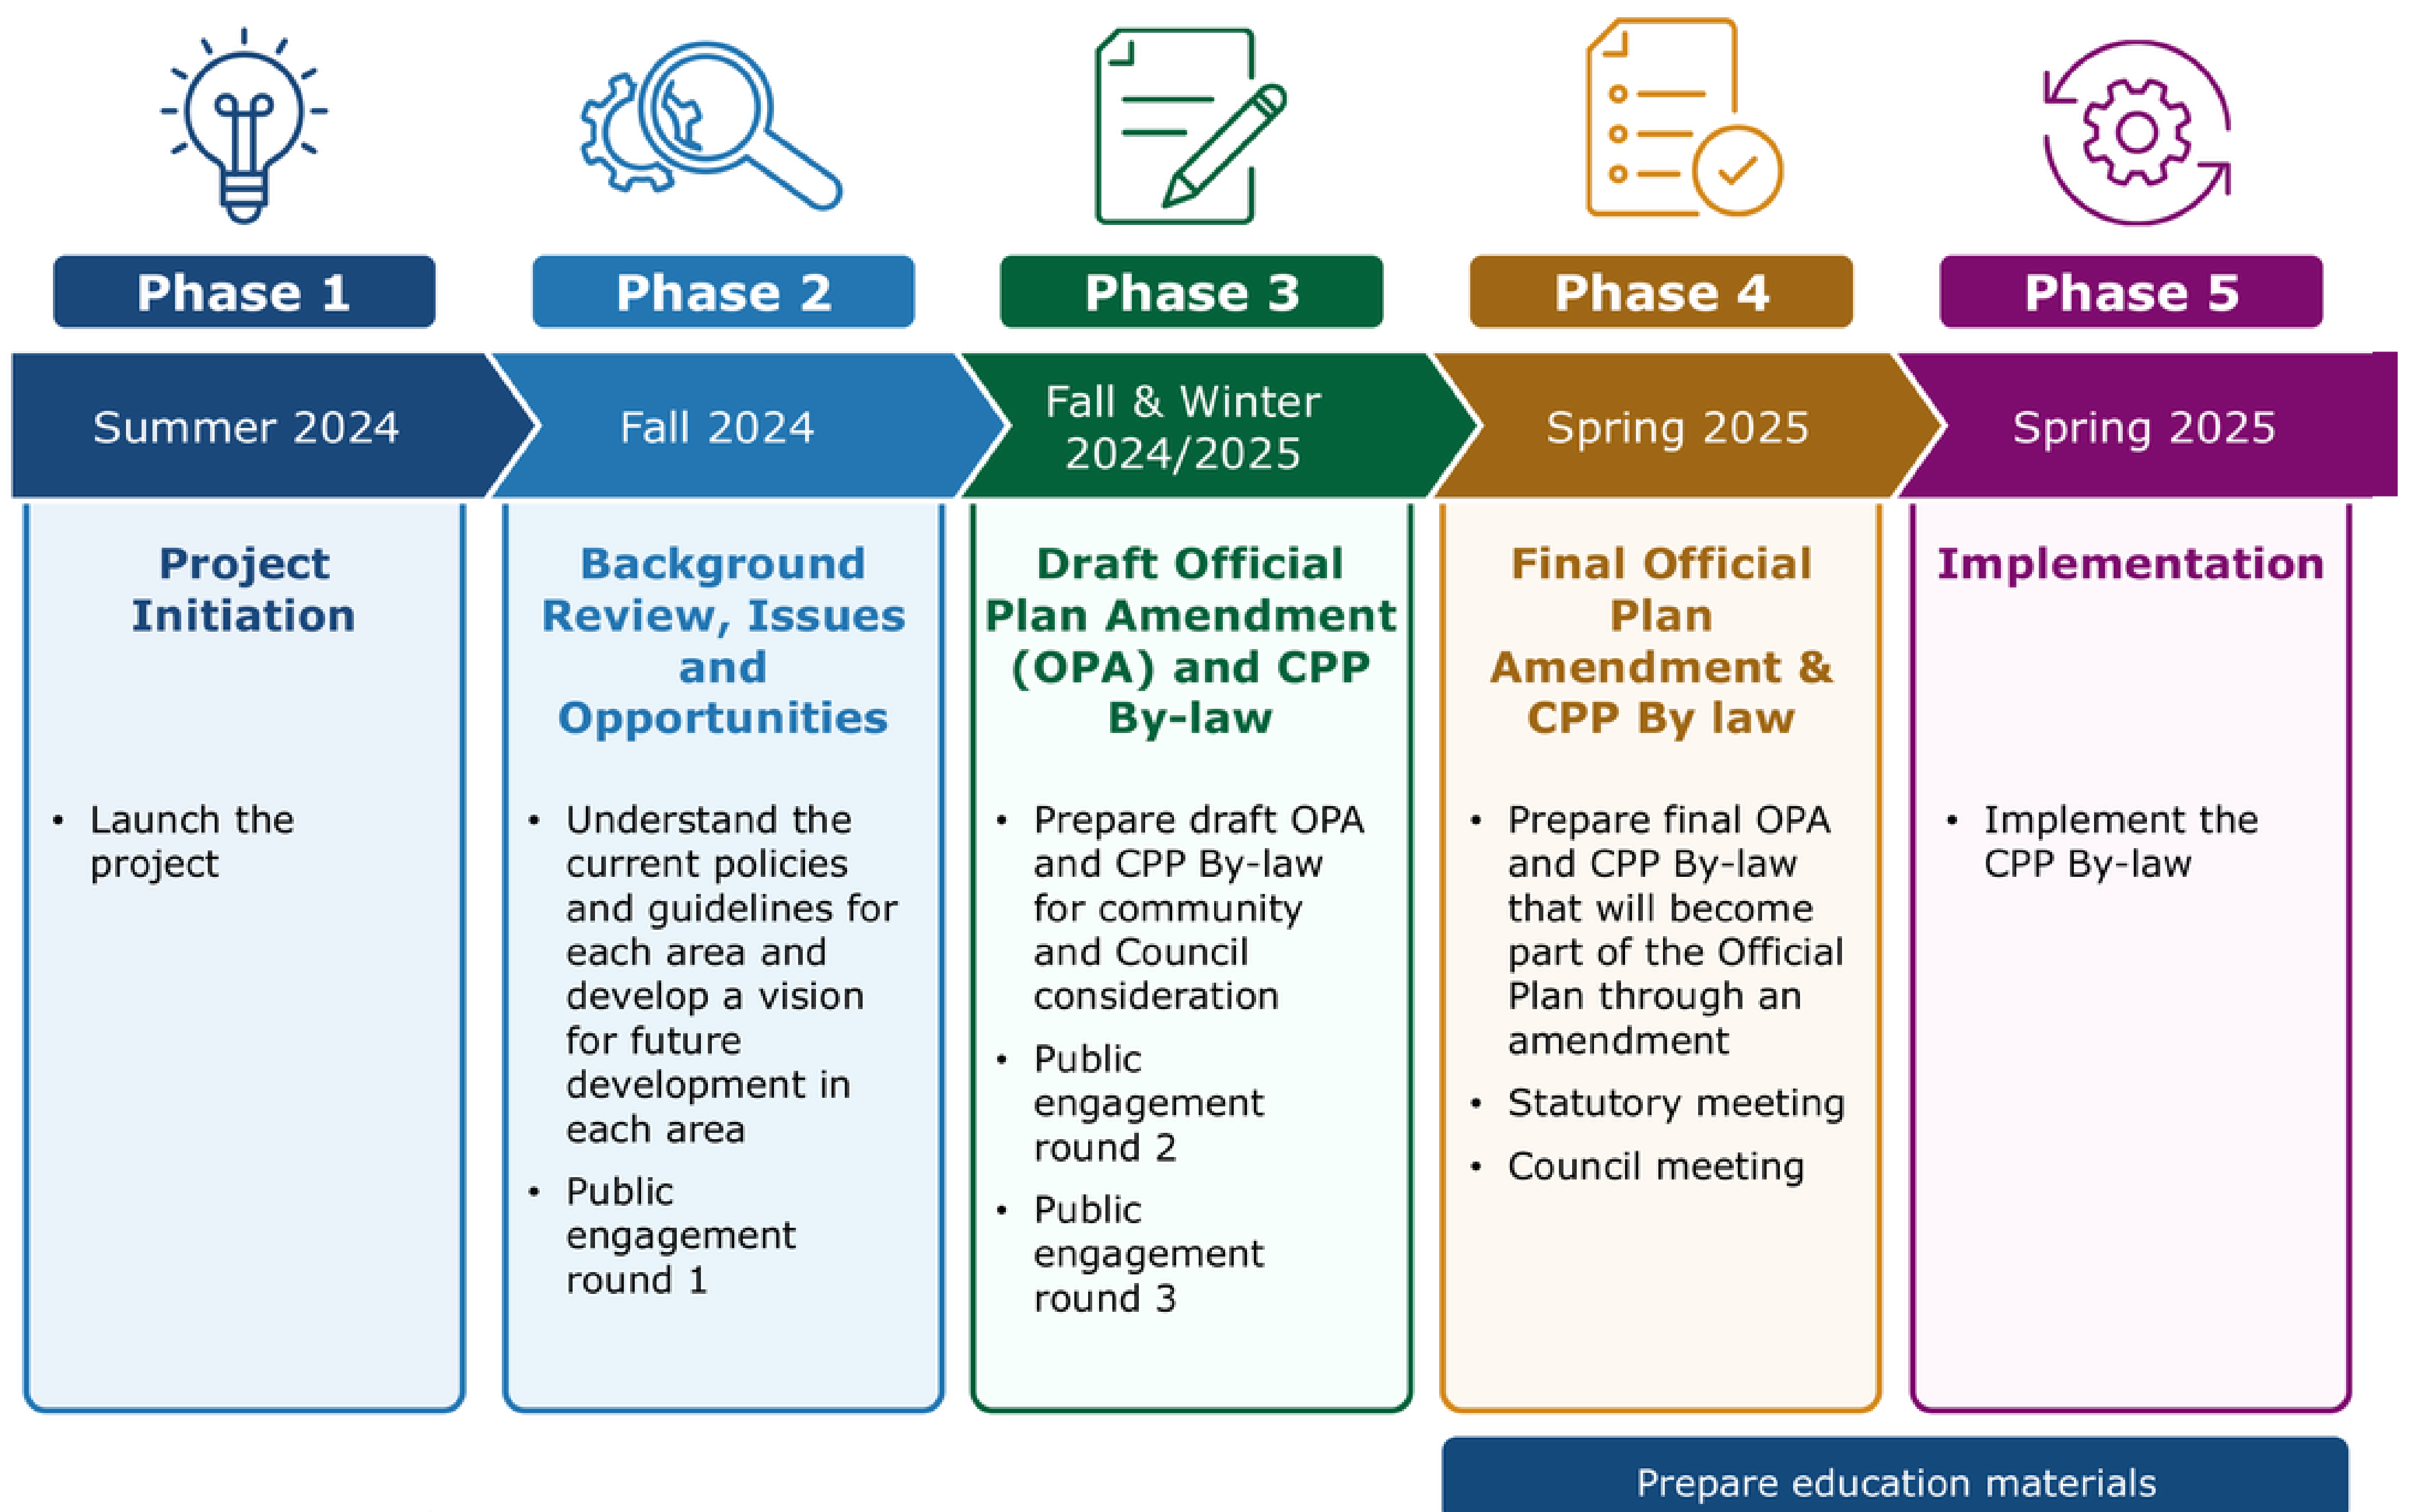 Phase 1
Phase 2
Phase 3
Phase 4
Phase 5
Summer 2024
Fall 2024
Fall & Winter
2024/2025
Spring 2025
Spring 2025
Project
Initiation
• Launch the
project
Background
Review, Issues
and
Opportunities
• Understand the
current policies
and guidelines for
each area and
develop a vision
for future
development in
each area
• Public
engagement
round 1
Draft Official
Plan Amendment
(OPA) and CPP
By-law
• Prepare draft OPA
and CPP By-law
for community
and Council
consideration
• Public
engagement
round 2
• Public
engagement
round 3
Final Official
Plan
Amendment &
CPP By law
• Prepare final OPA
and CPP By-law
that will become
part of the Official
Plan through an
amendment
• Statutory meeting
• Council meeting
Implementation
• Implement the
CPP By-law
Prepare education materials